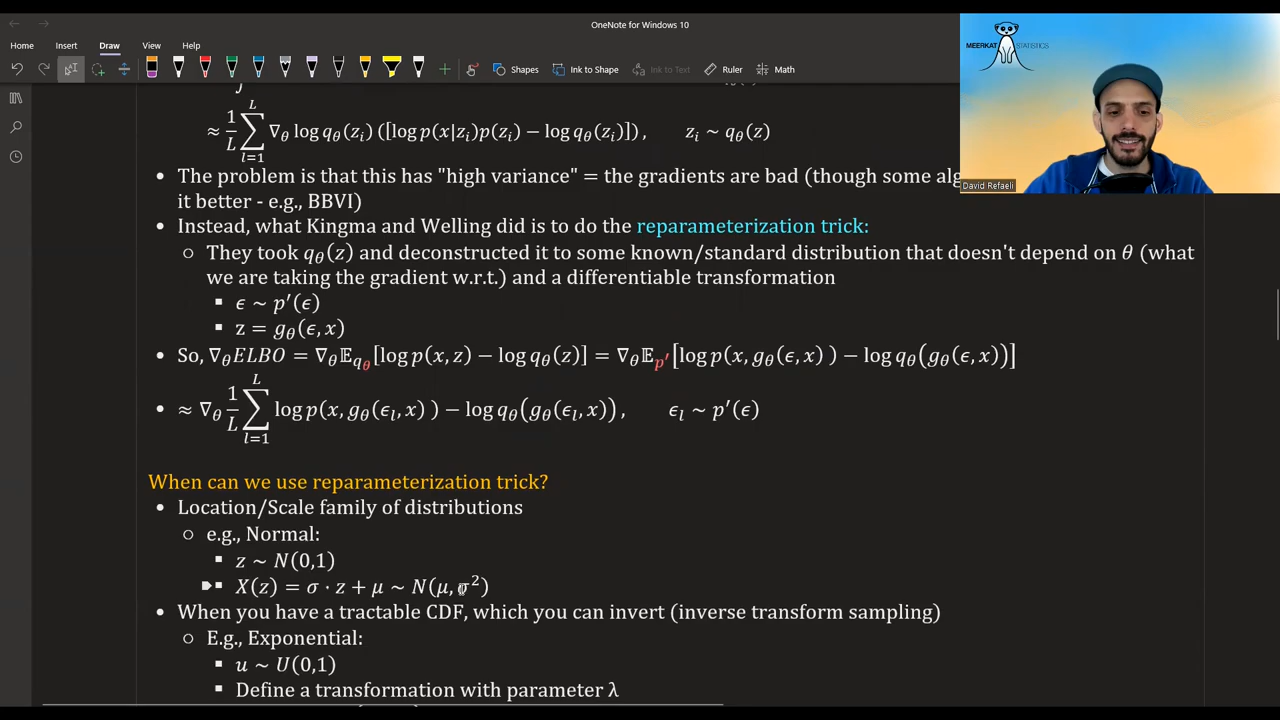 OneNote for Windows 10
Home Insert Draw View Help
Shapes Ink to Shape Ink to Text Ruler Math
MEERKAT STATISTICS
David Refaeli
≈ 1/L ∑_{l=1}^{L} ∇_θ log q_θ(z_i) ([log p(x|z_i)p(z_i) − log q_θ(z_i)]), z_i ~ q_θ(z)
• The problem is that this has "high variance" = the gradients are bad (though some alg
it better - e.g., BBVI)
• Instead, what Kingma and Welling did is to do the reparameterization trick:
○ They took q_θ(z) and deconstructed it to some known/standard distribution that doesn't depend on θ (what
we are taking the gradient w.r.t.) and a differentiable transformation
▪ ϵ ~ p′(ϵ)
▪ z = g_θ(ϵ, x)
• So, ∇_θ ELBO = ∇_θ 𝔼_{q_θ}[log p(x, z) − log q_θ(z)] = ∇_θ 𝔼_{p′}[log p(x, g_θ(ϵ, x) ) − log q_θ(g_θ(ϵ, x))]
• ≈ ∇_θ 1/L ∑_{l=1}^{L} log p(x, g_θ(ϵ_l, x) ) − log q_θ(g_θ(ϵ_l, x)), ϵ_l ~ p′(ϵ)
When can we use reparameterization trick?
• Location/Scale family of distributions
○ e.g., Normal:
▪ z ~ N(0,1)
▪ X(z) = σ · z + μ ~ N(μ, σ²)
• When you have a tractable CDF, which you can invert (inverse transform sampling)
○ E.g., Exponential:
▪ u ~ U(0,1)
▪ Define a transformation with parameter λ